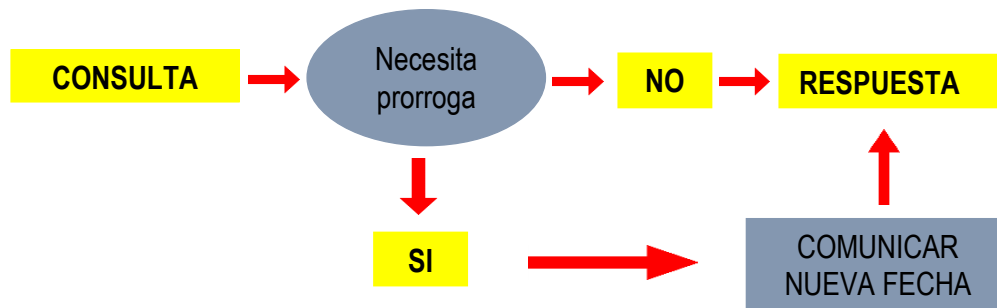 CONSULTA
Necesita
prorroga
NO
RESPUESTA
SI
COMUNICAR
NUEVA FECHA